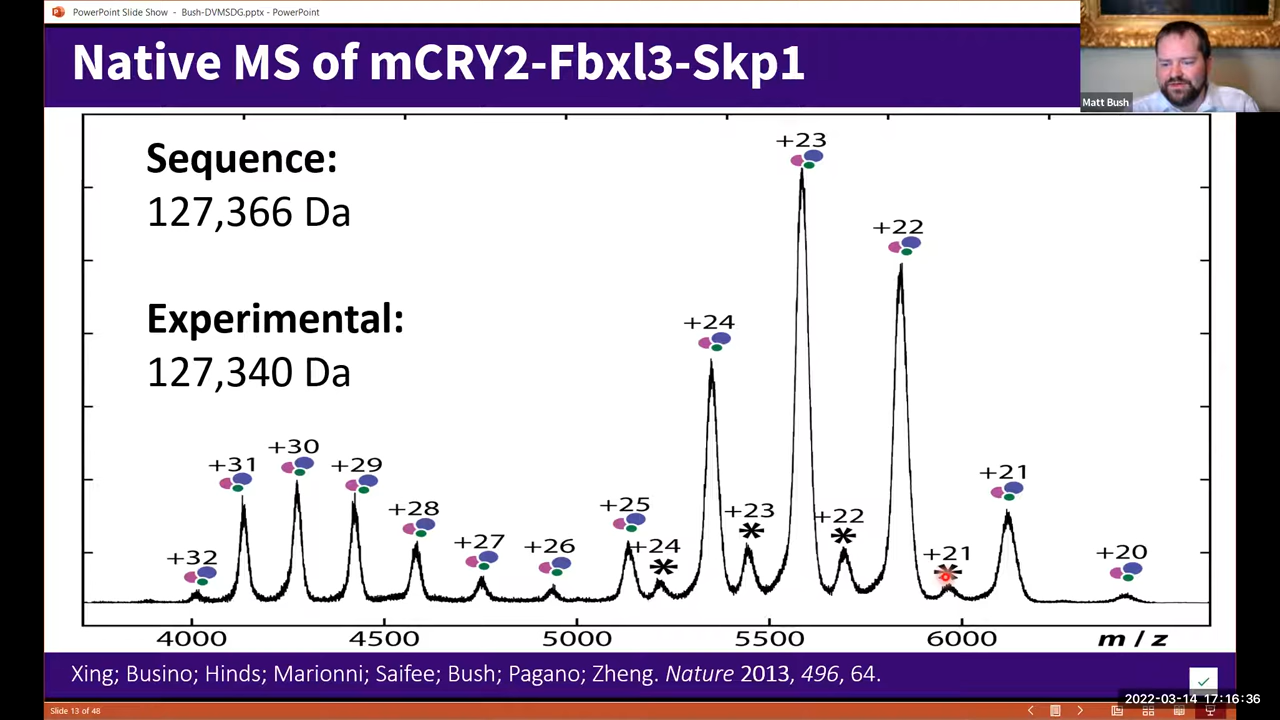 PowerPoint Slide Show - Bush-DVMSDG.pptx - PowerPoint
Native MS of mCRY2-Fbxl3-Skp1
Matt Bush
Sequence:
127,366 Da
Experimental:
127,340 Da
+32
+31
+30
+29
+28
+27
+26
+25
+24
*
+24
+23
*
+23
+22
*
+22
+21
*
+21
+20
4000
4500
5000
5500
6000
m / z
Xing; Busino; Hinds; Marionni; Saifee; Bush; Pagano; Zheng. Nature 2013, 496, 64.
2022-03-14 17:16:36
Slide 13 of 48